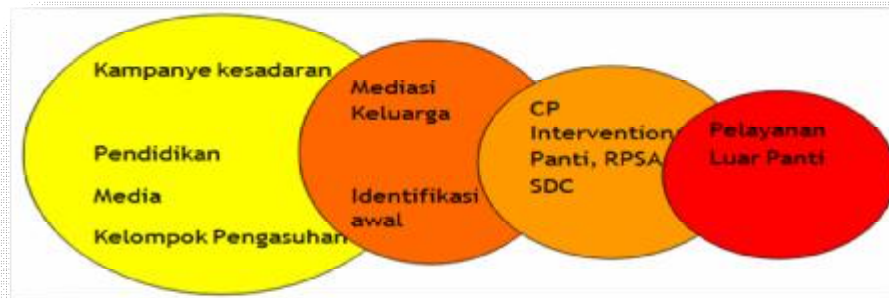 Kampanye kesadaran
Pendidikan
Media
Kelompok Pengasuhan
Mediasi
Keluarga
Identifikasi
awal
CP
Intervention
Panti, RPSA
SDC
Pelayanan
Luar Panti